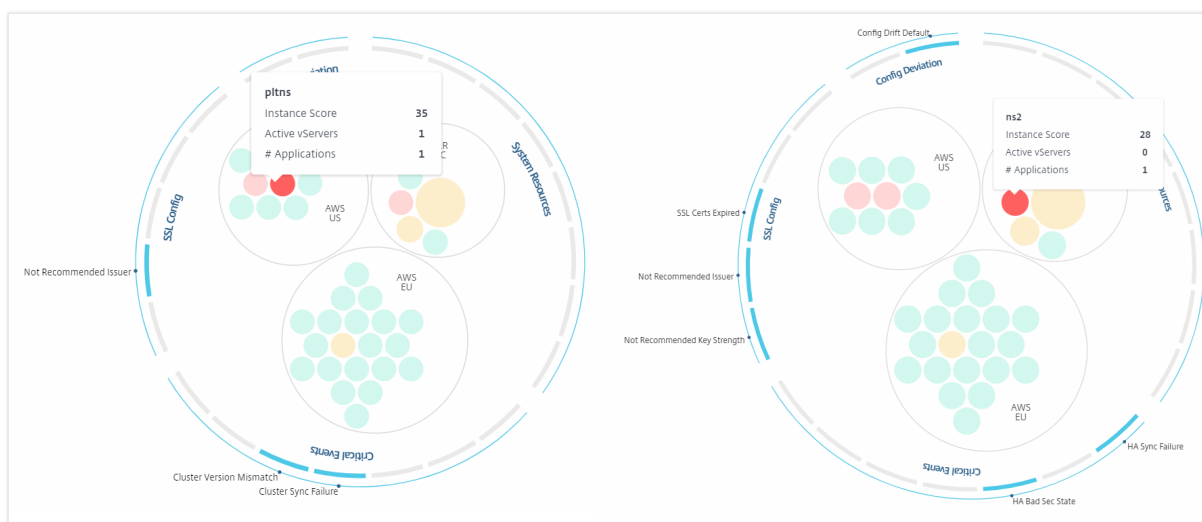 pltns
Instance Score 35
Active vServers 1
# Applications 1
System Resources
SSL Config
AWS
US
Not Recommended Issuer
AWS
EU
Critical Events
Cluster Version Mismatch
Cluster Sync Failure
Config Drift Default
Config Deviation
ns2
Instance Score 28
Active vServers 0
# Applications 1
AWS
US
SSL Certs Expired
SSL Config
Not Recommended Issuer
Not Recommended Key Strength
AWS
EU
Critical Events
HA Sync Failure
HA Bad Sec State